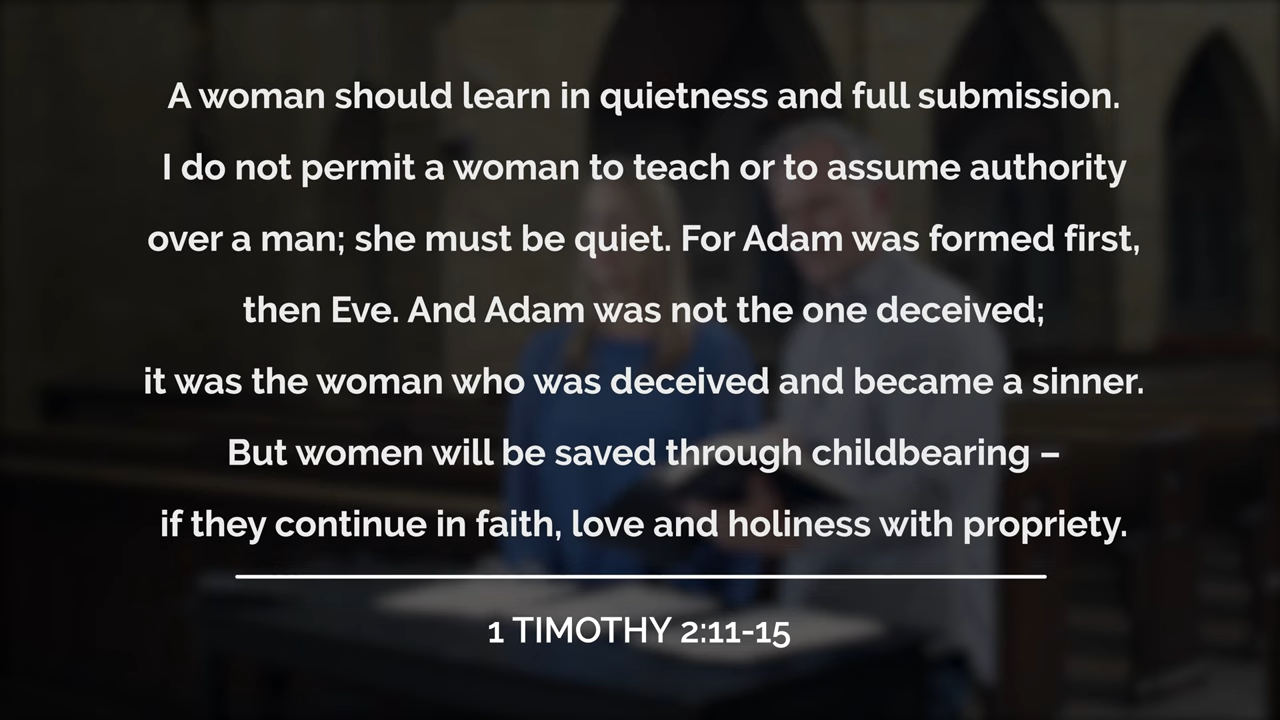 A woman should learn in quietness and full submission.
I do not permit a woman to teach or to assume authority
over a man; she must be quiet. For Adam was formed first,
then Eve. And Adam was not the one deceived;
it was the woman who was deceived and became a sinner.
But women will be saved through childbearing –
if they continue in faith, love and holiness with propriety.
1 TIMOTHY 2:11-15